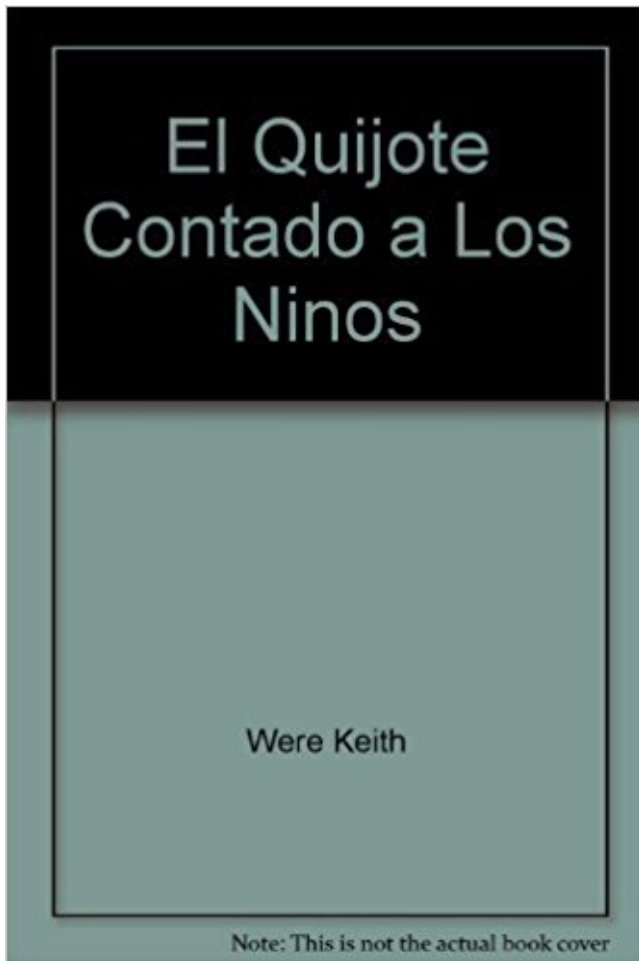 El Quijote
Contado a Los
Ninos
Were Keith
Note: This is not the actual book cover